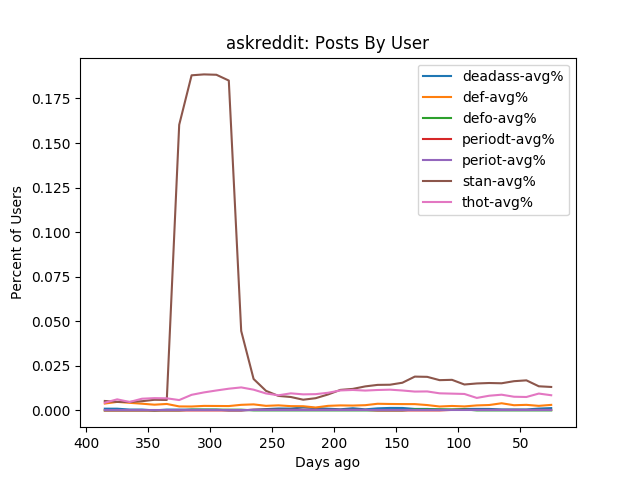 askreddit: Posts By User
deadass-avg%
def-avg%
defo-avg%
periodt-avg%
periot-avg%
stan-avg%
thot-avg%
Percent of Users
0.175
0.150
0.125
0.100
0.075
0.050
0.025
0.000
400 350 300 250 200 150 100 50
Days ago